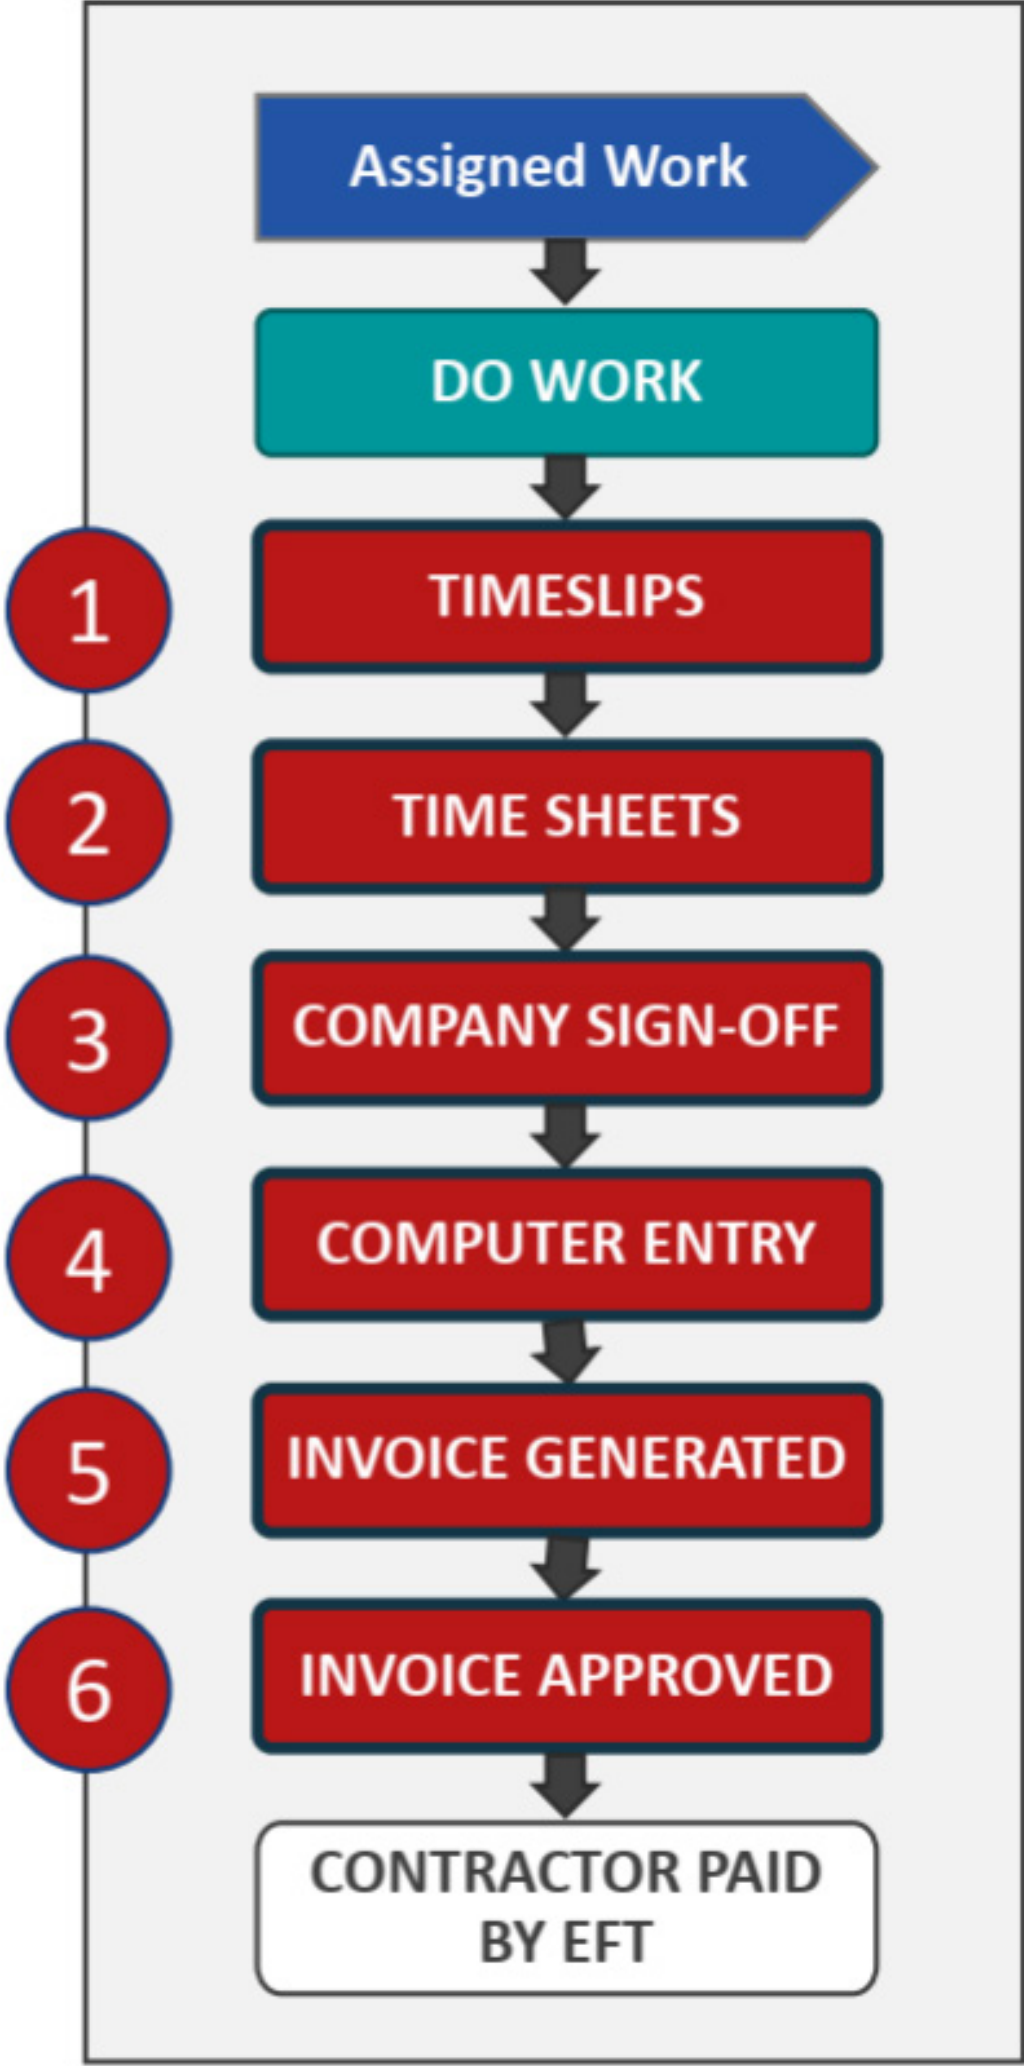 Assigned Work
DO WORK
1
TIMESLIPS
2
TIME SHEETS
3
COMPANY SIGN-OFF
4
COMPUTER ENTRY
5
INVOICE GENERATED
6
INVOICE APPROVED
CONTRACTOR PAID
BY EFT